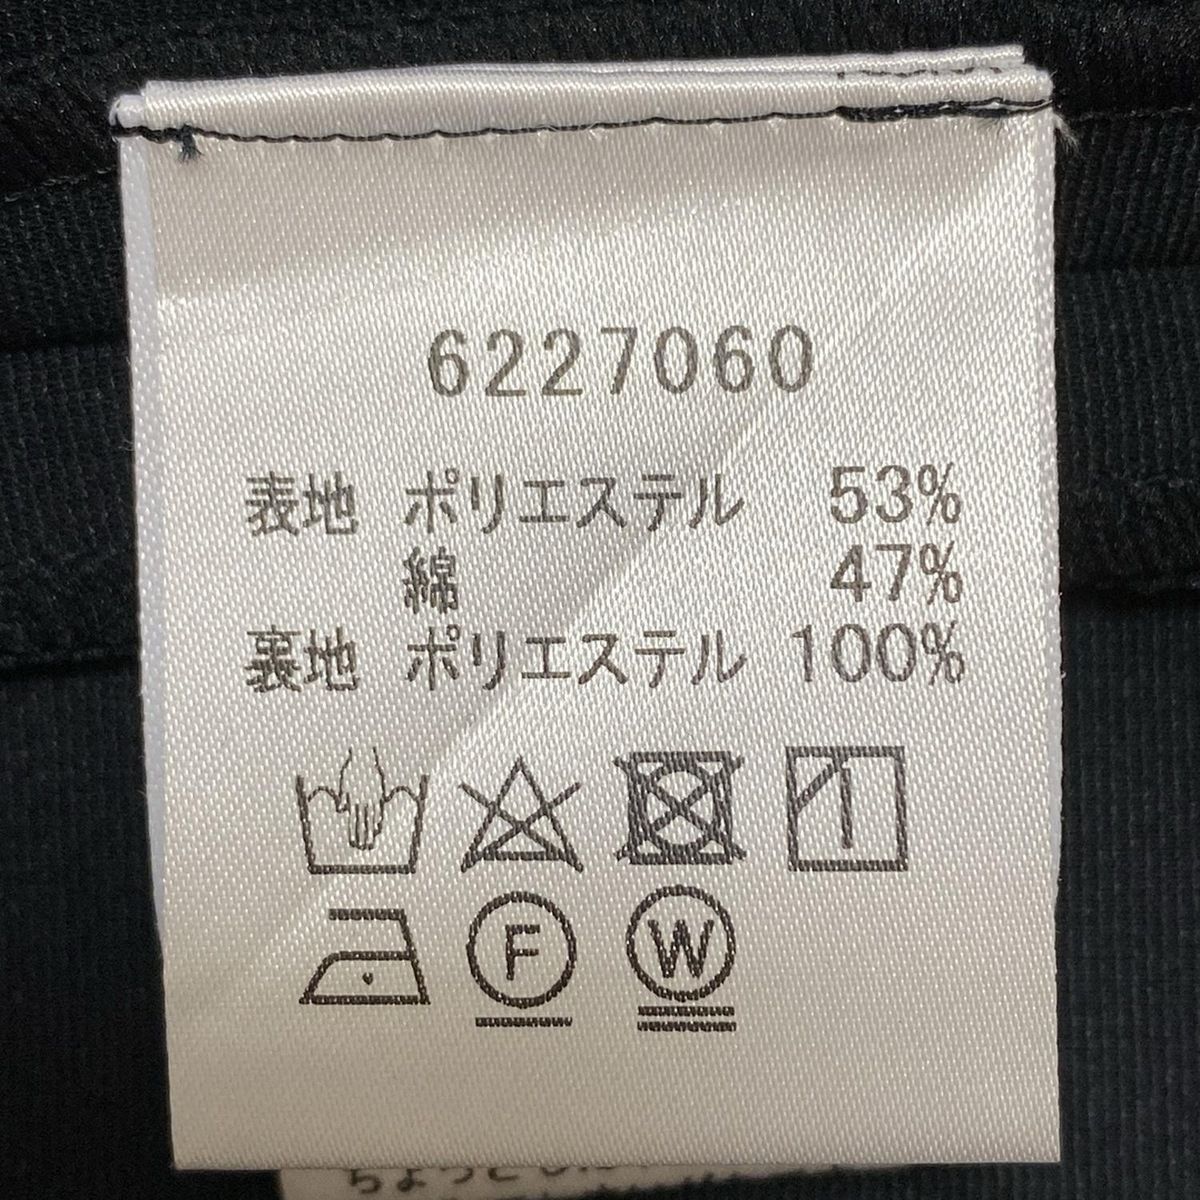 6227060
表地 ポリエステル 53%
綿 47%
裏地 ポリエステル 100%
F W